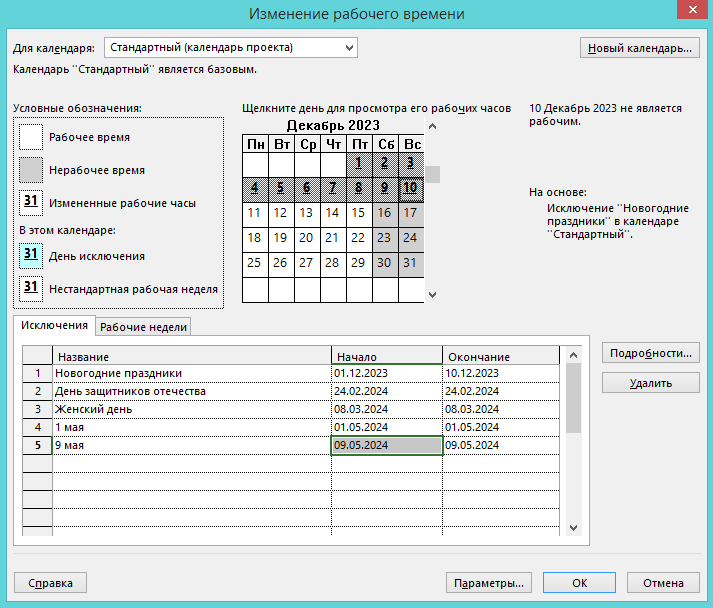 Изменение рабочего времени
Для календаря: Стандартный (календарь проекта) Новый календарь...
Календарь "Стандартный" является базовым.
Условные обозначения:
31
Рабочее время
Нерабочее время
31 Измененные рабочие часы
В этом календаре:
31 День исключения
31 Нестандартная рабочая неделя
Щелкните день для просмотра его рабочих часов
Декабрь 2023
Пн Вт Ср Чт Пт Сб Вс
1 2 3
4 5 6 7 8 9 10
11 12 13 14 15 16 17
18 19 20 21 22 23 24
25 26 27 28 29 30 31
10 Декабрь 2023 не является
рабочим.
На основе:
Исключение "Новогодние
праздники" в календаре
"Стандартный".
Исключения Рабочие недели
Название Начало Окончание
1 Новогодние праздники 01.12.2023 10.12.2023
2 День защитников отечества 24.02.2024 24.02.2024
3 Женский день 08.03.2024 08.03.2024
4 1 мая 01.05.2024 01.05.2024
5 9 мая 09.05.2024 09.05.2024
Подробности...
Удалить
Справка Параметры... ОК Отмена